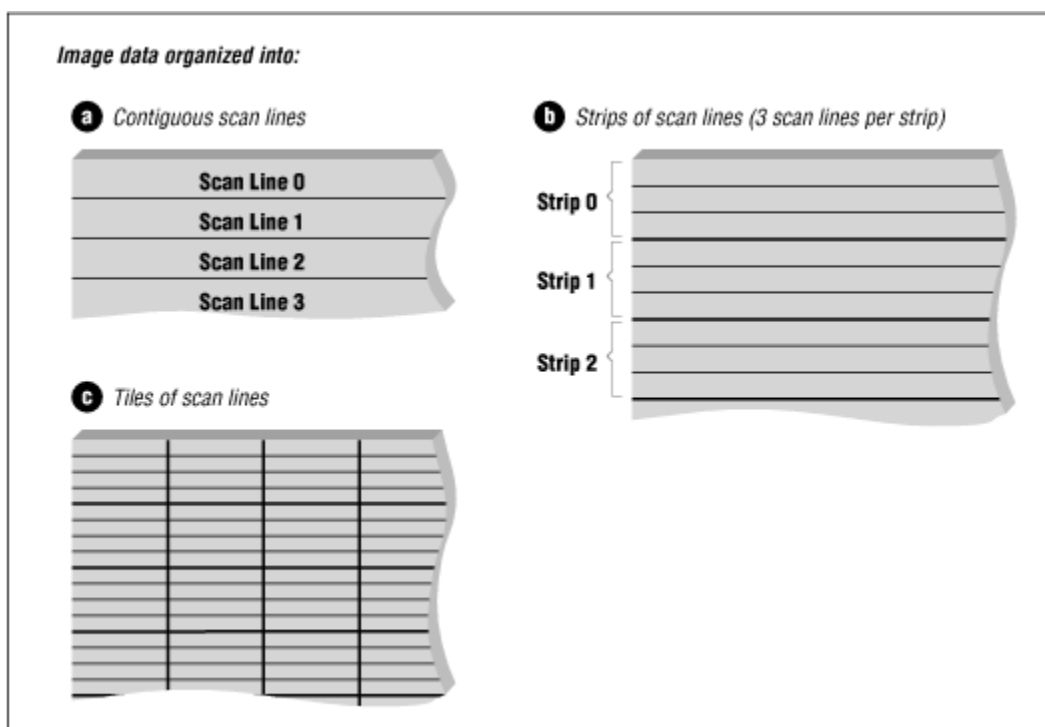 Image data organized into:
a Contiguous scan lines
Scan Line 0
Scan Line 1
Scan Line 2
Scan Line 3
b Strips of scan lines (3 scan lines per strip)
Strip 0
Strip 1
Strip 2
c Tiles of scan lines